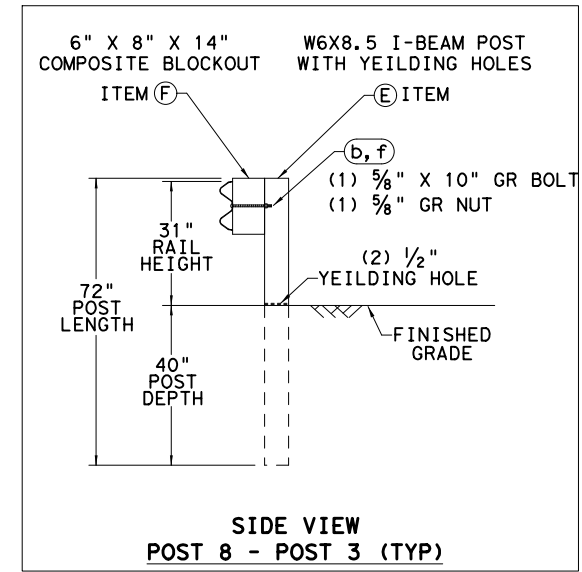 6" X 8" X 14"
COMPOSITE BLOCKOUT
ITEM F
W6X8.5 I-BEAM POST
WITH YEILDING HOLES
E ITEM
b, f
(1) ⅝" X 10" GR BOLT
(1) ⅝" GR NUT
31"
RAIL
HEIGHT
(2) ½"
YEILDING HOLE
72"
POST
LENGTH
FINISHED
GRADE
40"
POST
DEPTH
SIDE VIEW
POST 8 - POST 3 (TYP)